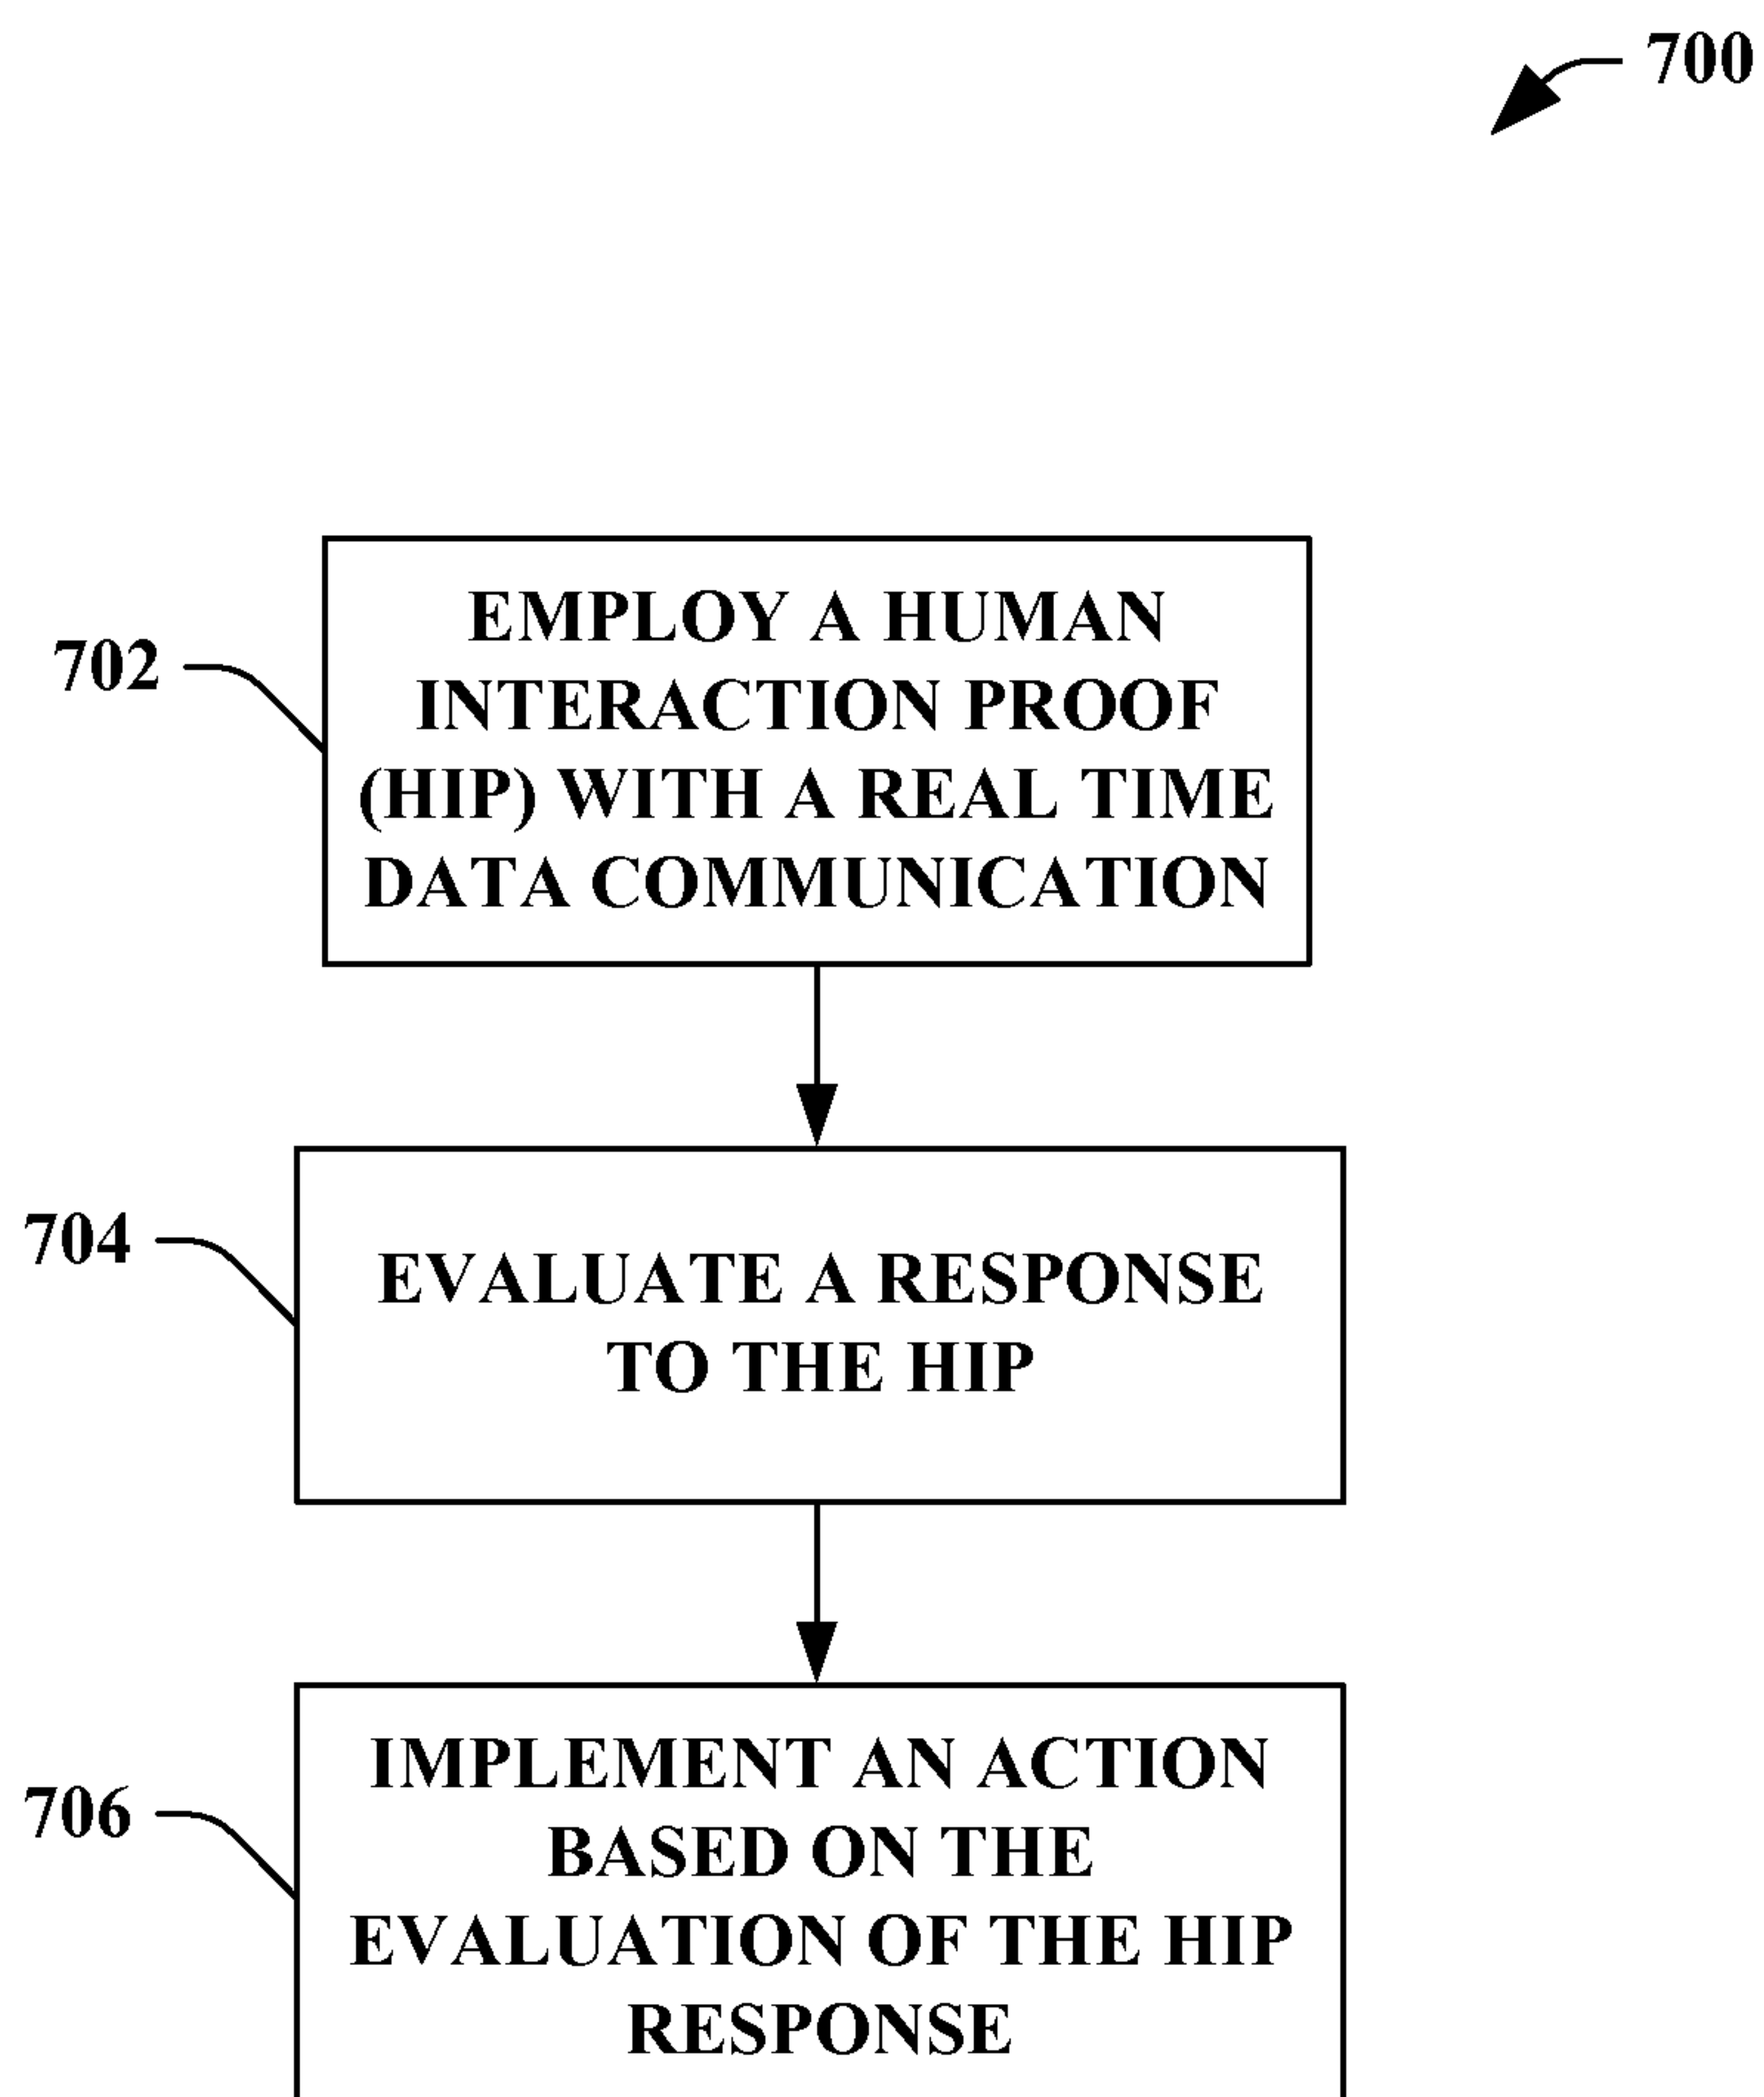 700
702
EMPLOY A HUMAN
INTERACTION PROOF
(HIP) WITH A REAL TIME
DATA COMMUNICATION
704
EVALUATE A RESPONSE
TO THE HIP
706
IMPLEMENT AN ACTION
BASED ON THE
EVALUATION OF THE HIP
RESPONSE